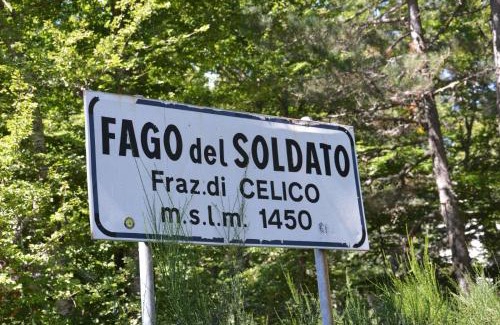 FAGO del SOLDATO
Fraz.di CELICO
m.s.l.m. 1450